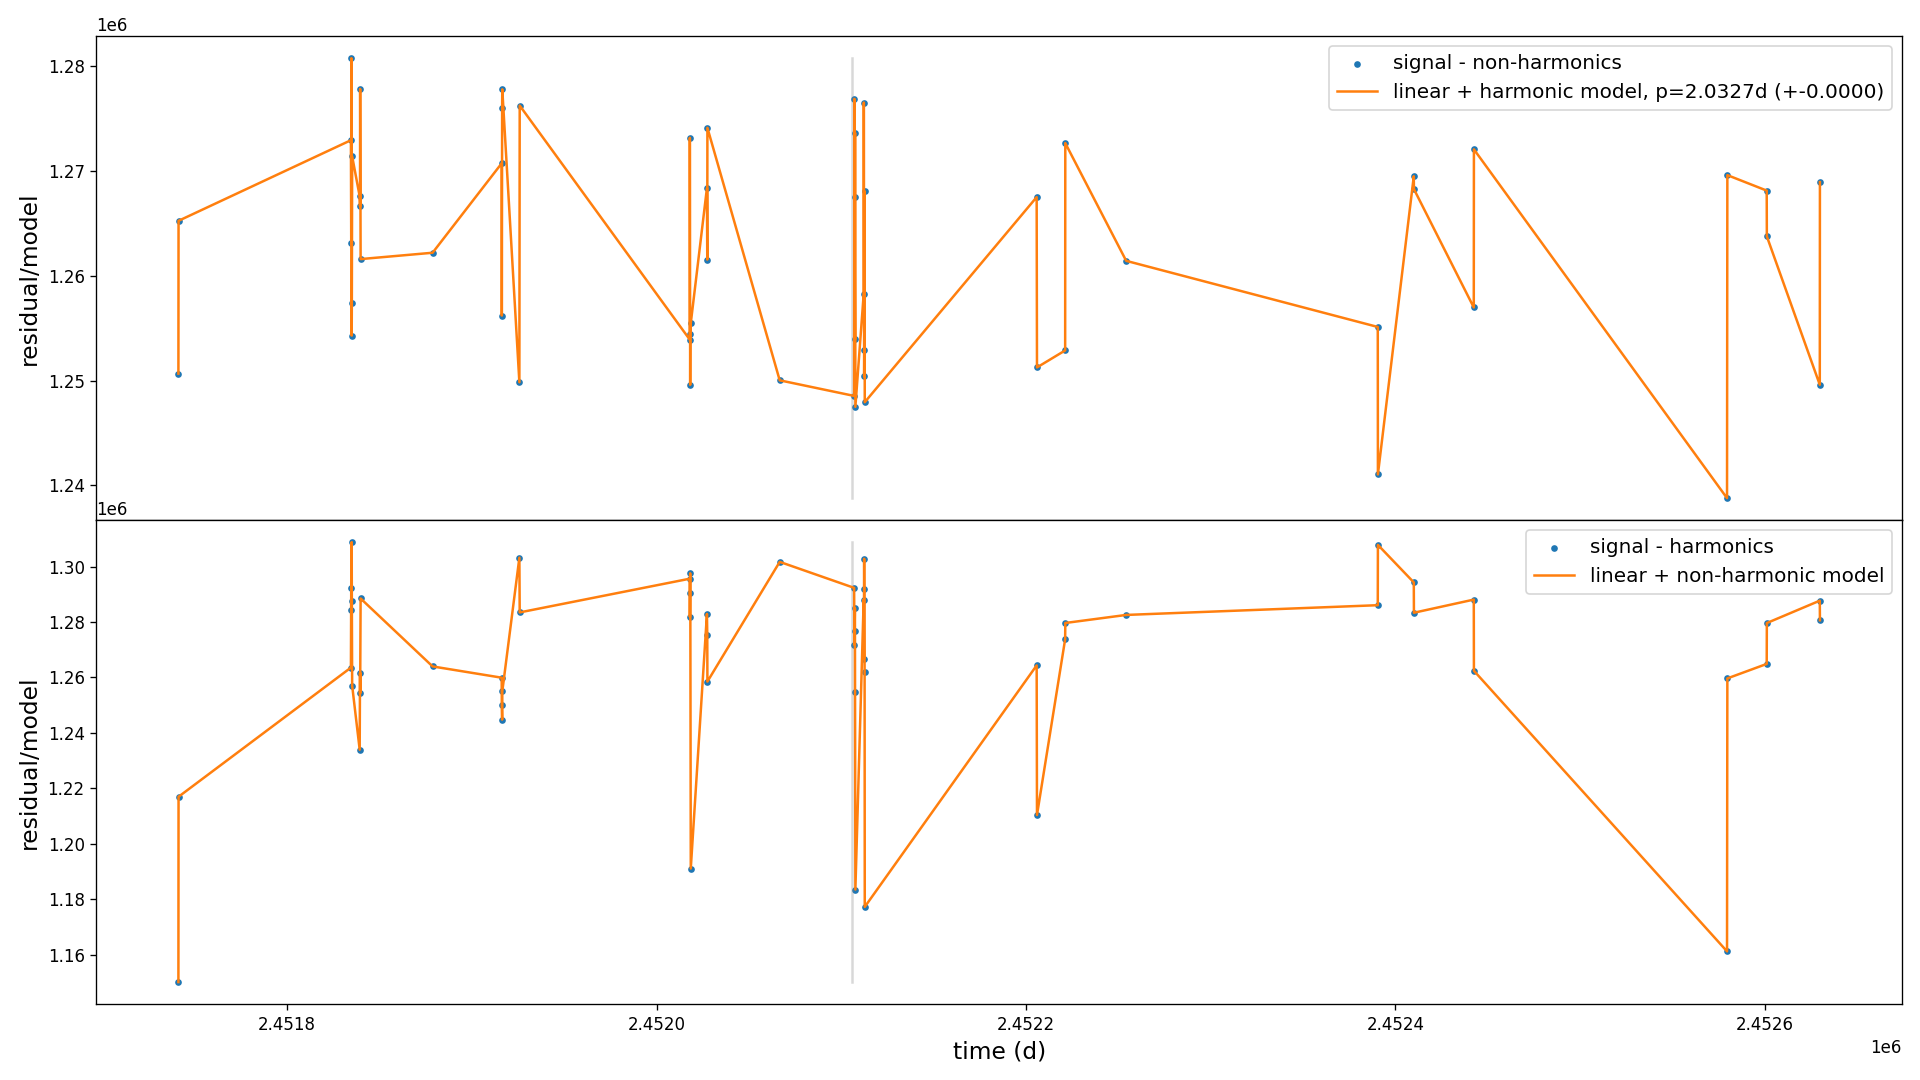 1e6
1.28
1.27
1.26
1.25
1.24
residual/model
signal - non-harmonics
linear + harmonic model, p=2.0327d (+-0.0000)
1e6
1.30
1.28
1.26
1.24
1.22
1.20
1.18
1.16
residual/model
signal - harmonics
linear + non-harmonic model
2.4518
2.4520
2.4522
2.4524
2.4526
1e6
time (d)